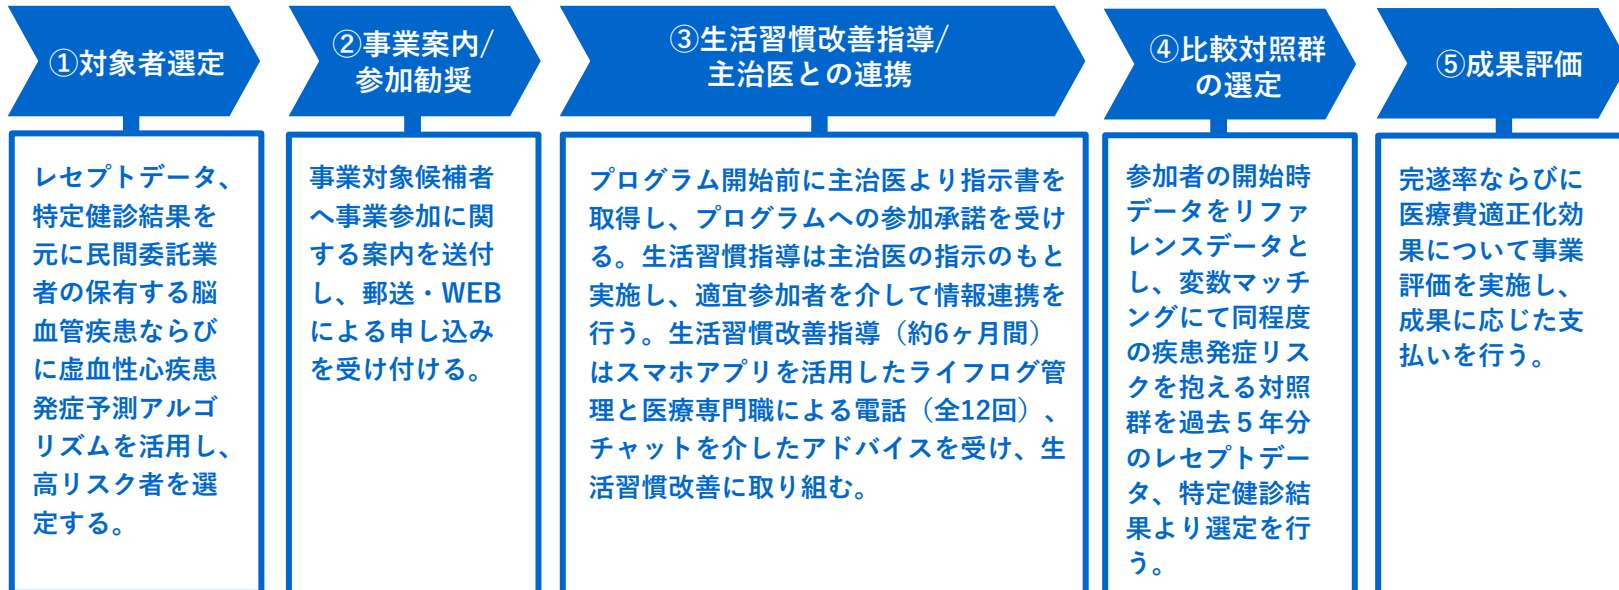 ①対象者選定
②事業案内/
参加勧奨
③生活習慣改善指導/
主治医との連携
④比較対照群
の選定
⑤成果評価
レセプトデータ、
特定健診結果を
元に民間委託業
者の保有する脳
血管疾患ならび
に虚血性心疾患
発症予測アルゴ
リズムを活用し、
高リスク者を選
定する。
事業対象候補者
へ事業参加に関
する案内を送付
し、郵送・WEB
による申し込み
を受け付ける。
プログラム開始前に主治医より指示書を
取得し、プログラムへの参加承諾を受け
る。生活習慣指導は主治医の指示のもと
実施し、適宜参加者を介して情報連携を
行う。生活習慣改善指導（約6ヶ月間）
はスマホアプリを活用したライフログ管
理と医療専門職による電話（全12回）、
チャットを介したアドバイスを受け、生
活習慣改善に取り組む。
参加者の開始時
データをリファ
レンスデータと
し、変数マッチ
ングにて同程度
の疾患発症リス
クを抱える対照
群を過去５年分
のレセプトデー
タ、特定健診結
果より選定を行
う。
完遂率ならびに
医療費適正化効
果について事業
評価を実施し、
成果に応じた支
払いを行う。